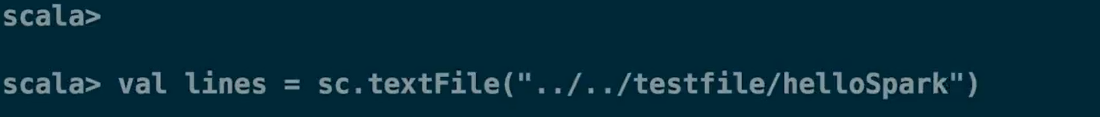 scala>
scala> val lines = sc.textFile("../../testfile/helloSpark")